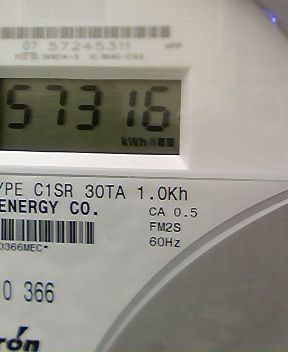 07 57245311
57316
kWh
YPE C1SR 30TA 1.0Kh
ENERGY CO.
CA 0.5
FM2S
60Hz
0366MEC*
0 366
rón